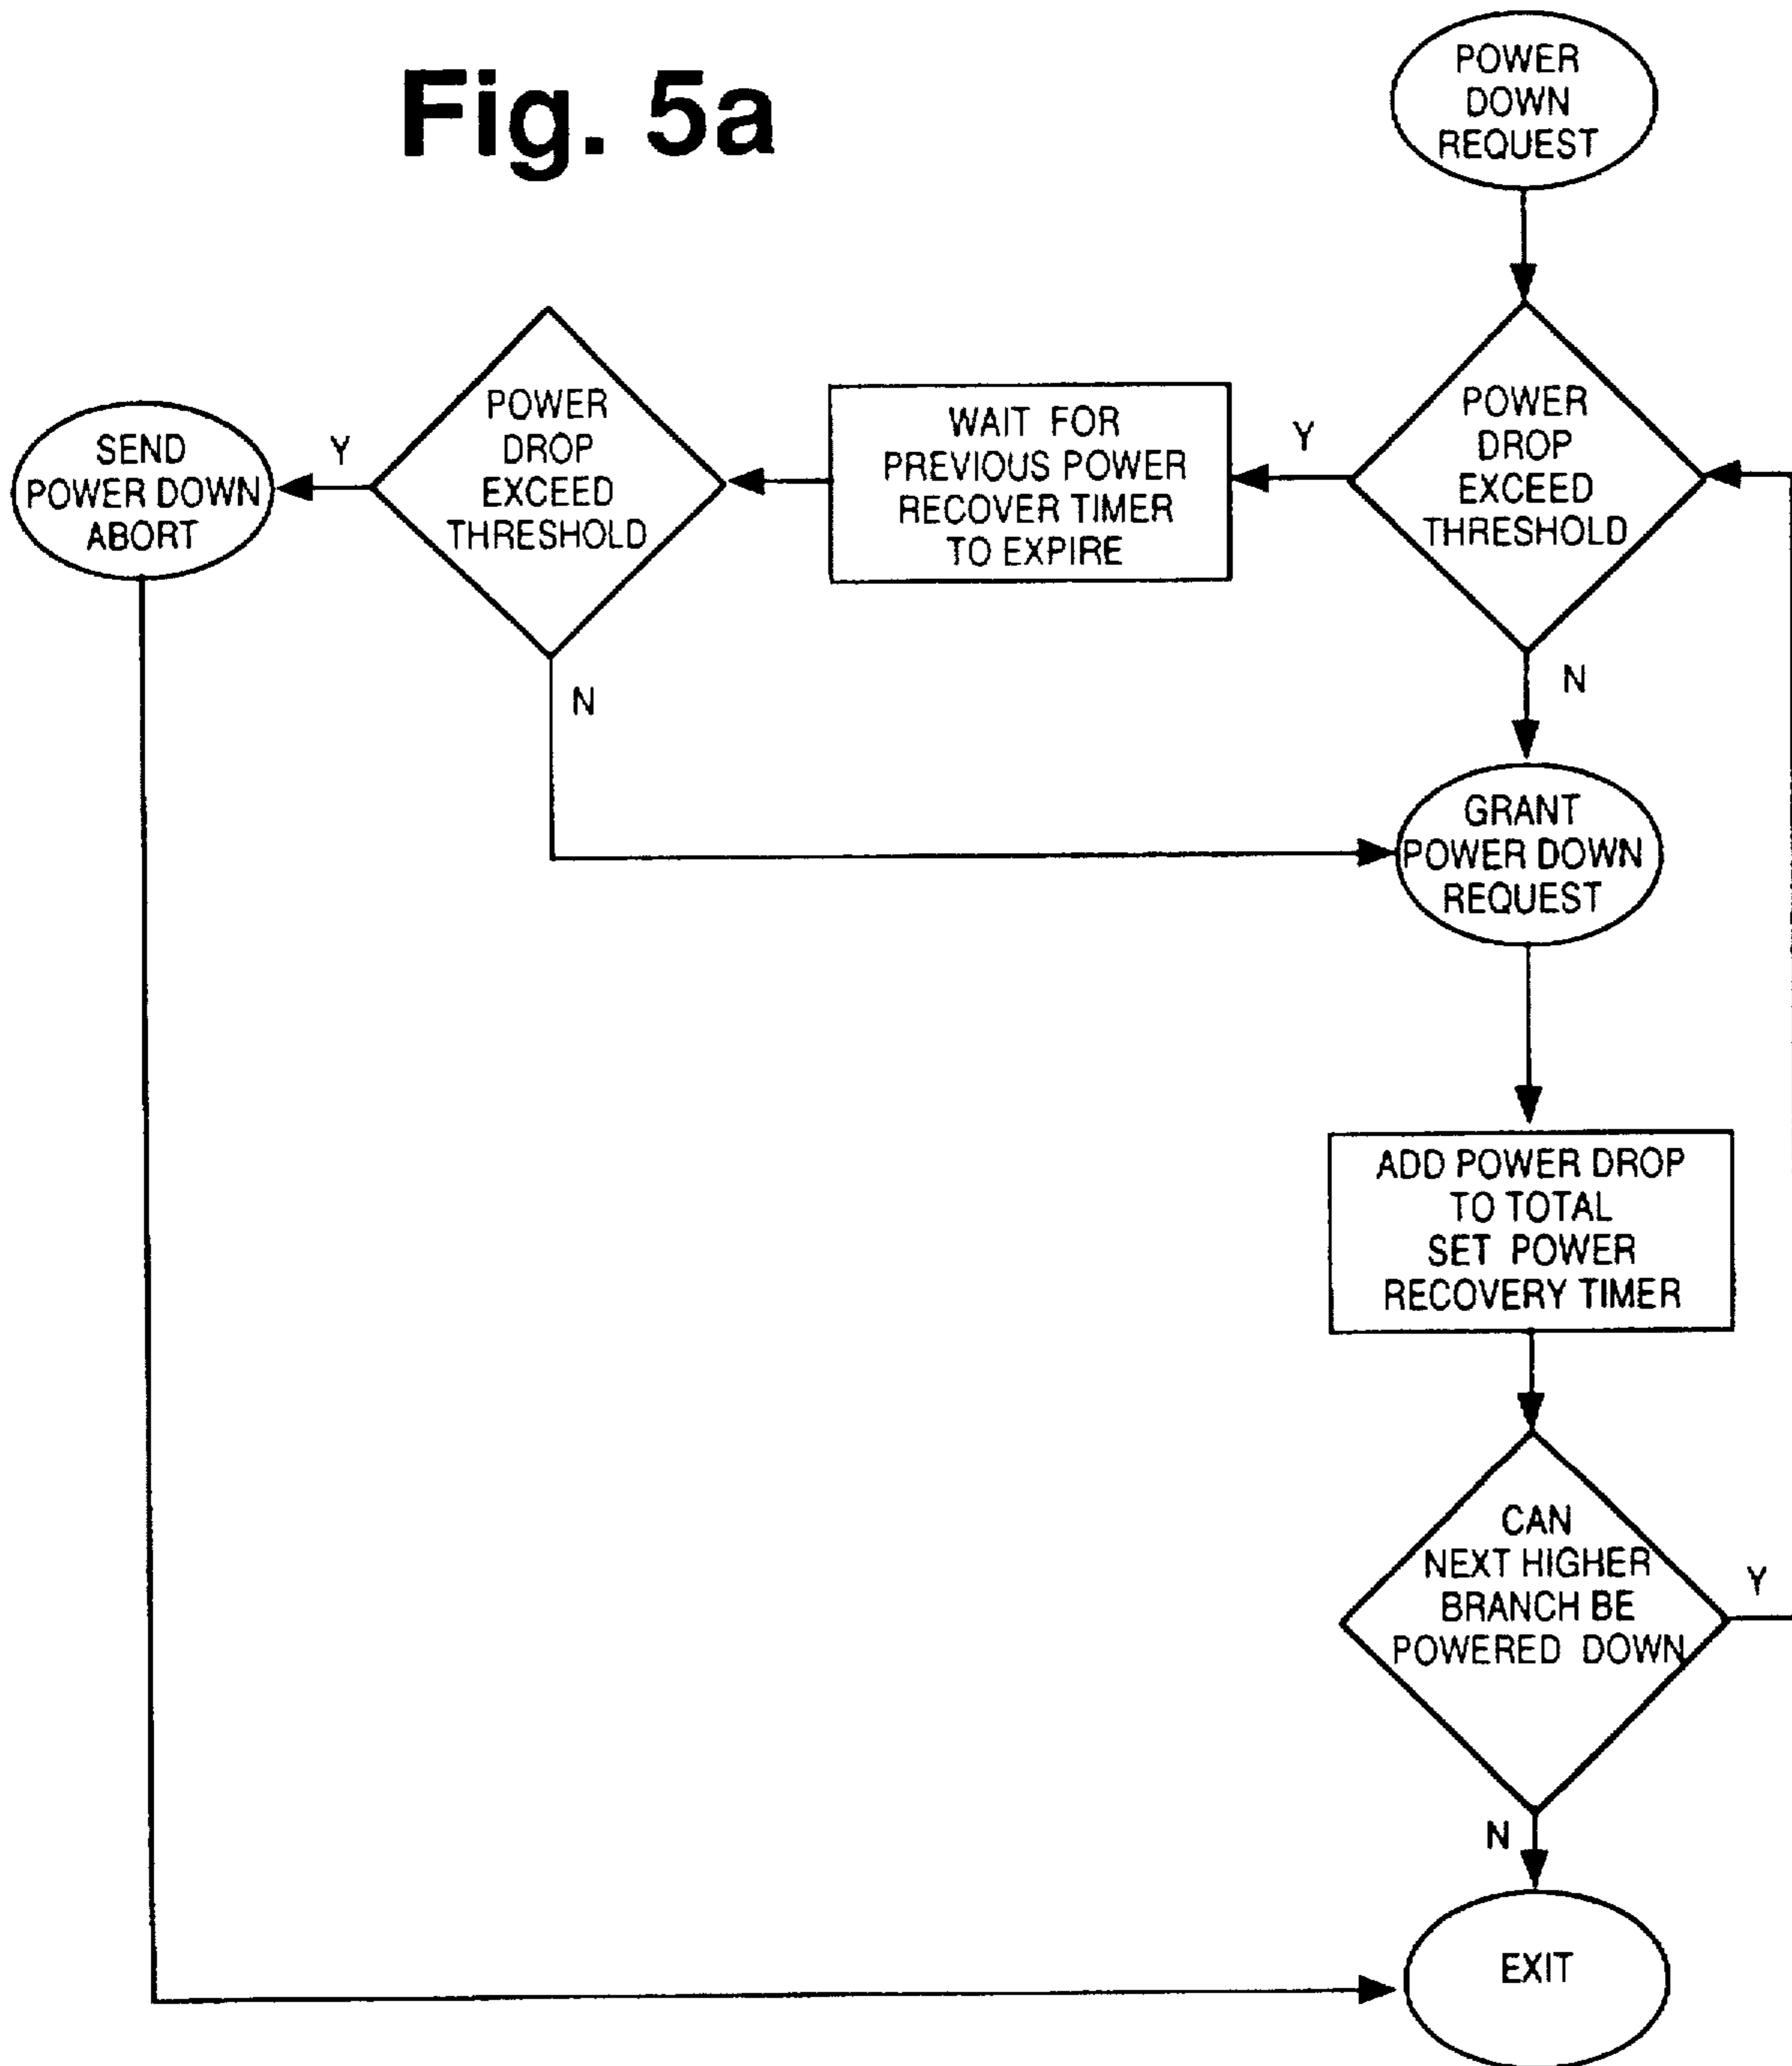 Fig. 5a
POWER
DOWN
REQUEST
POWER
DROP
EXCEED
THRESHOLD
Y
N
WAIT FOR
PREVIOUS POWER
RECOVER TIMER
TO EXPIRE
POWER
DROP
EXCEED
THRESHOLD
Y
N
SEND
POWER DOWN
ABORT
GRANT
POWER DOWN
REQUEST
ADD POWER DROP
TO TOTAL
SET POWER
RECOVERY TIMER
CAN
NEXT HIGHER
BRANCH BE
POWERED DOWN
Y
N
EXIT